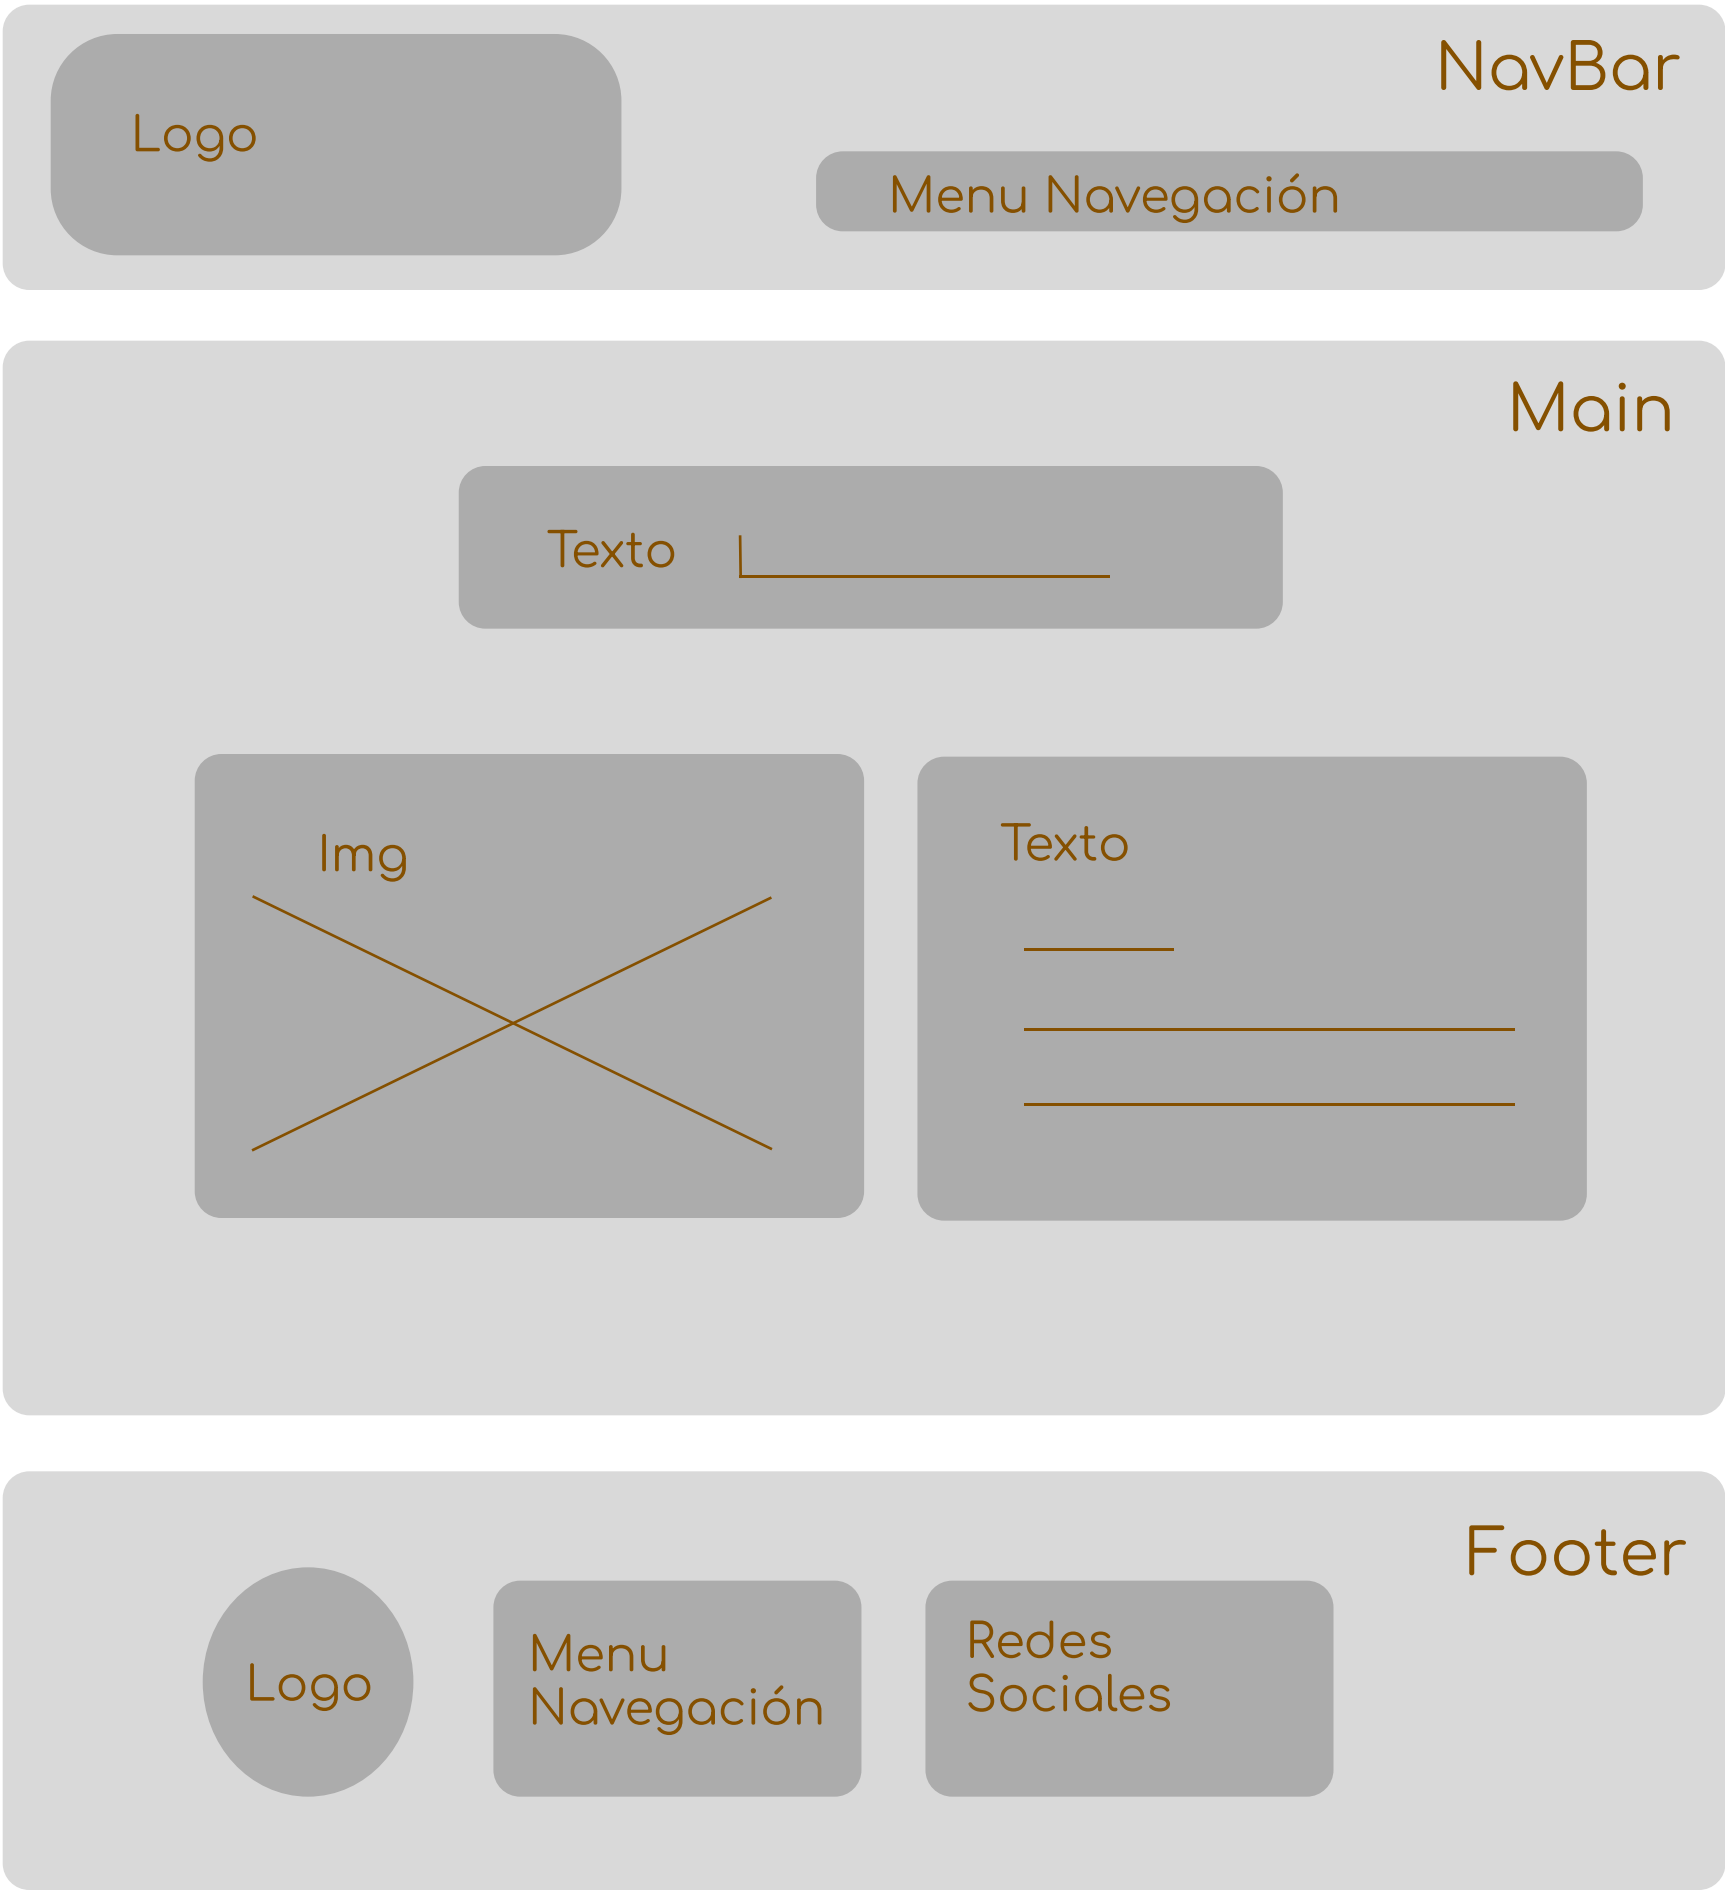 NavBar
Logo
Menu Navegación
Main
Texto
Img
Texto
Footer
Logo
Menu
Navegación
Redes
Sociales